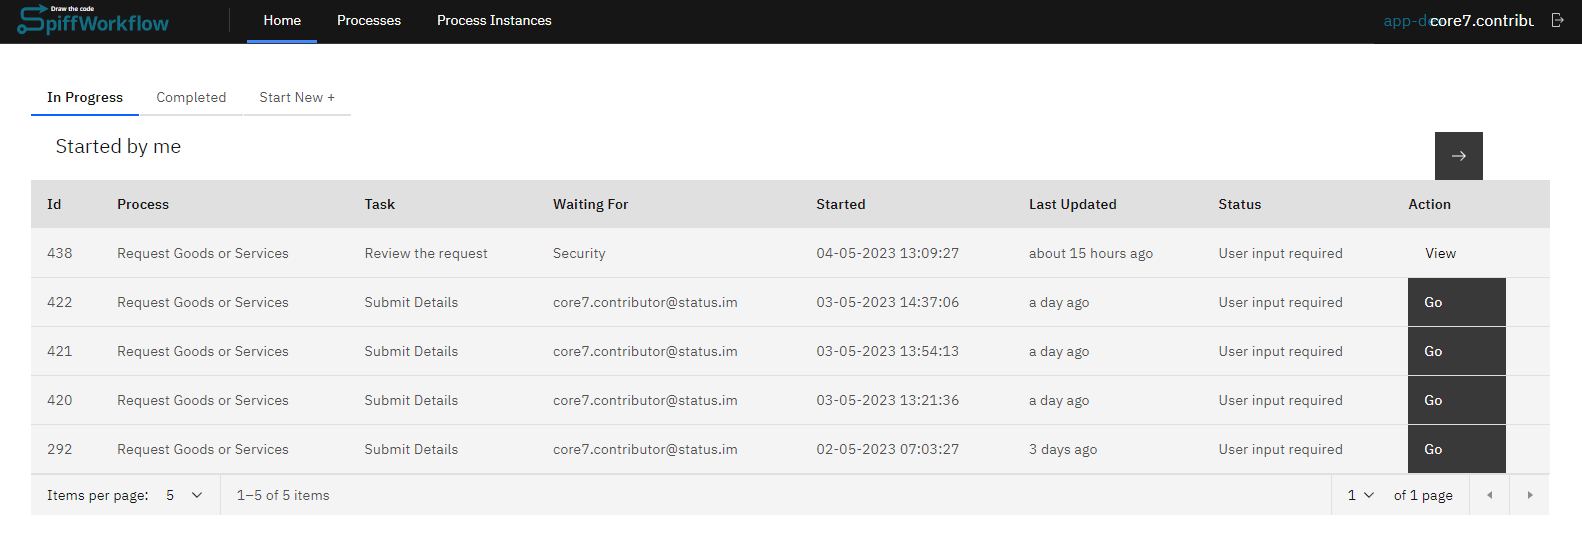 Draw the code
SpiffWorkflow Home Processes Process Instances core7.contribu
In Progress Completed Start New +
Started by me
Id Process Task Waiting For Started Last Updated Status Action
438 Request Goods or Services Review the request Security 04-05-2023 13:09:27 about 15 hours ago User input required View
422 Request Goods or Services Submit Details core7.contributor@status.im 03-05-2023 14:37:06 a day ago User input required Go
421 Request Goods or Services Submit Details core7.contributor@status.im 03-05-2023 13:54:13 a day ago User input required Go
420 Request Goods or Services Submit Details core7.contributor@status.im 03-05-2023 13:21:36 a day ago User input required Go
292 Request Goods or Services Submit Details core7.contributor@status.im 02-05-2023 07:03:27 3 days ago User input required Go
Items per page: 5 1–5 of 5 items 1 of 1 page